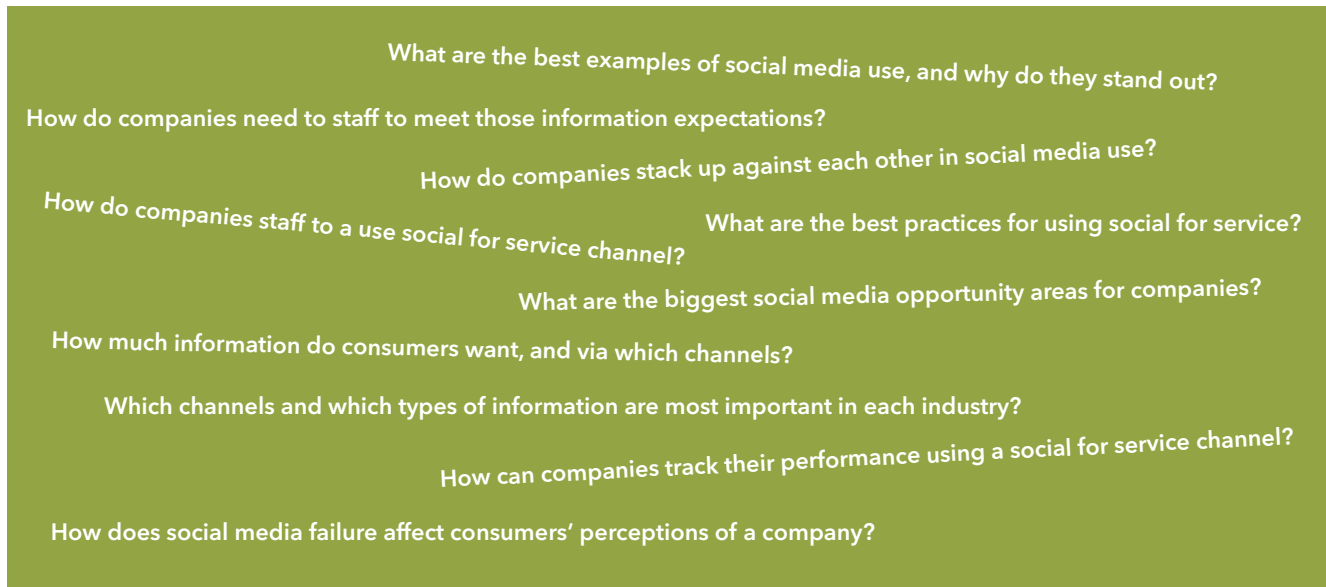 What are the best examples of social media use, and why do they stand out?
How do companies need to staff to meet those information expectations?
How do companies stack up against each other in social media use?
How do companies staff to a use social for service channel?
What are the best practices for using social for service?
What are the biggest social media opportunity areas for companies?
How much information do consumers want, and via which channels?
Which channels and which types of information are most important in each industry?
How can companies track their performance using a social for service channel?
How does social media failure affect consumers’ perceptions of a company?